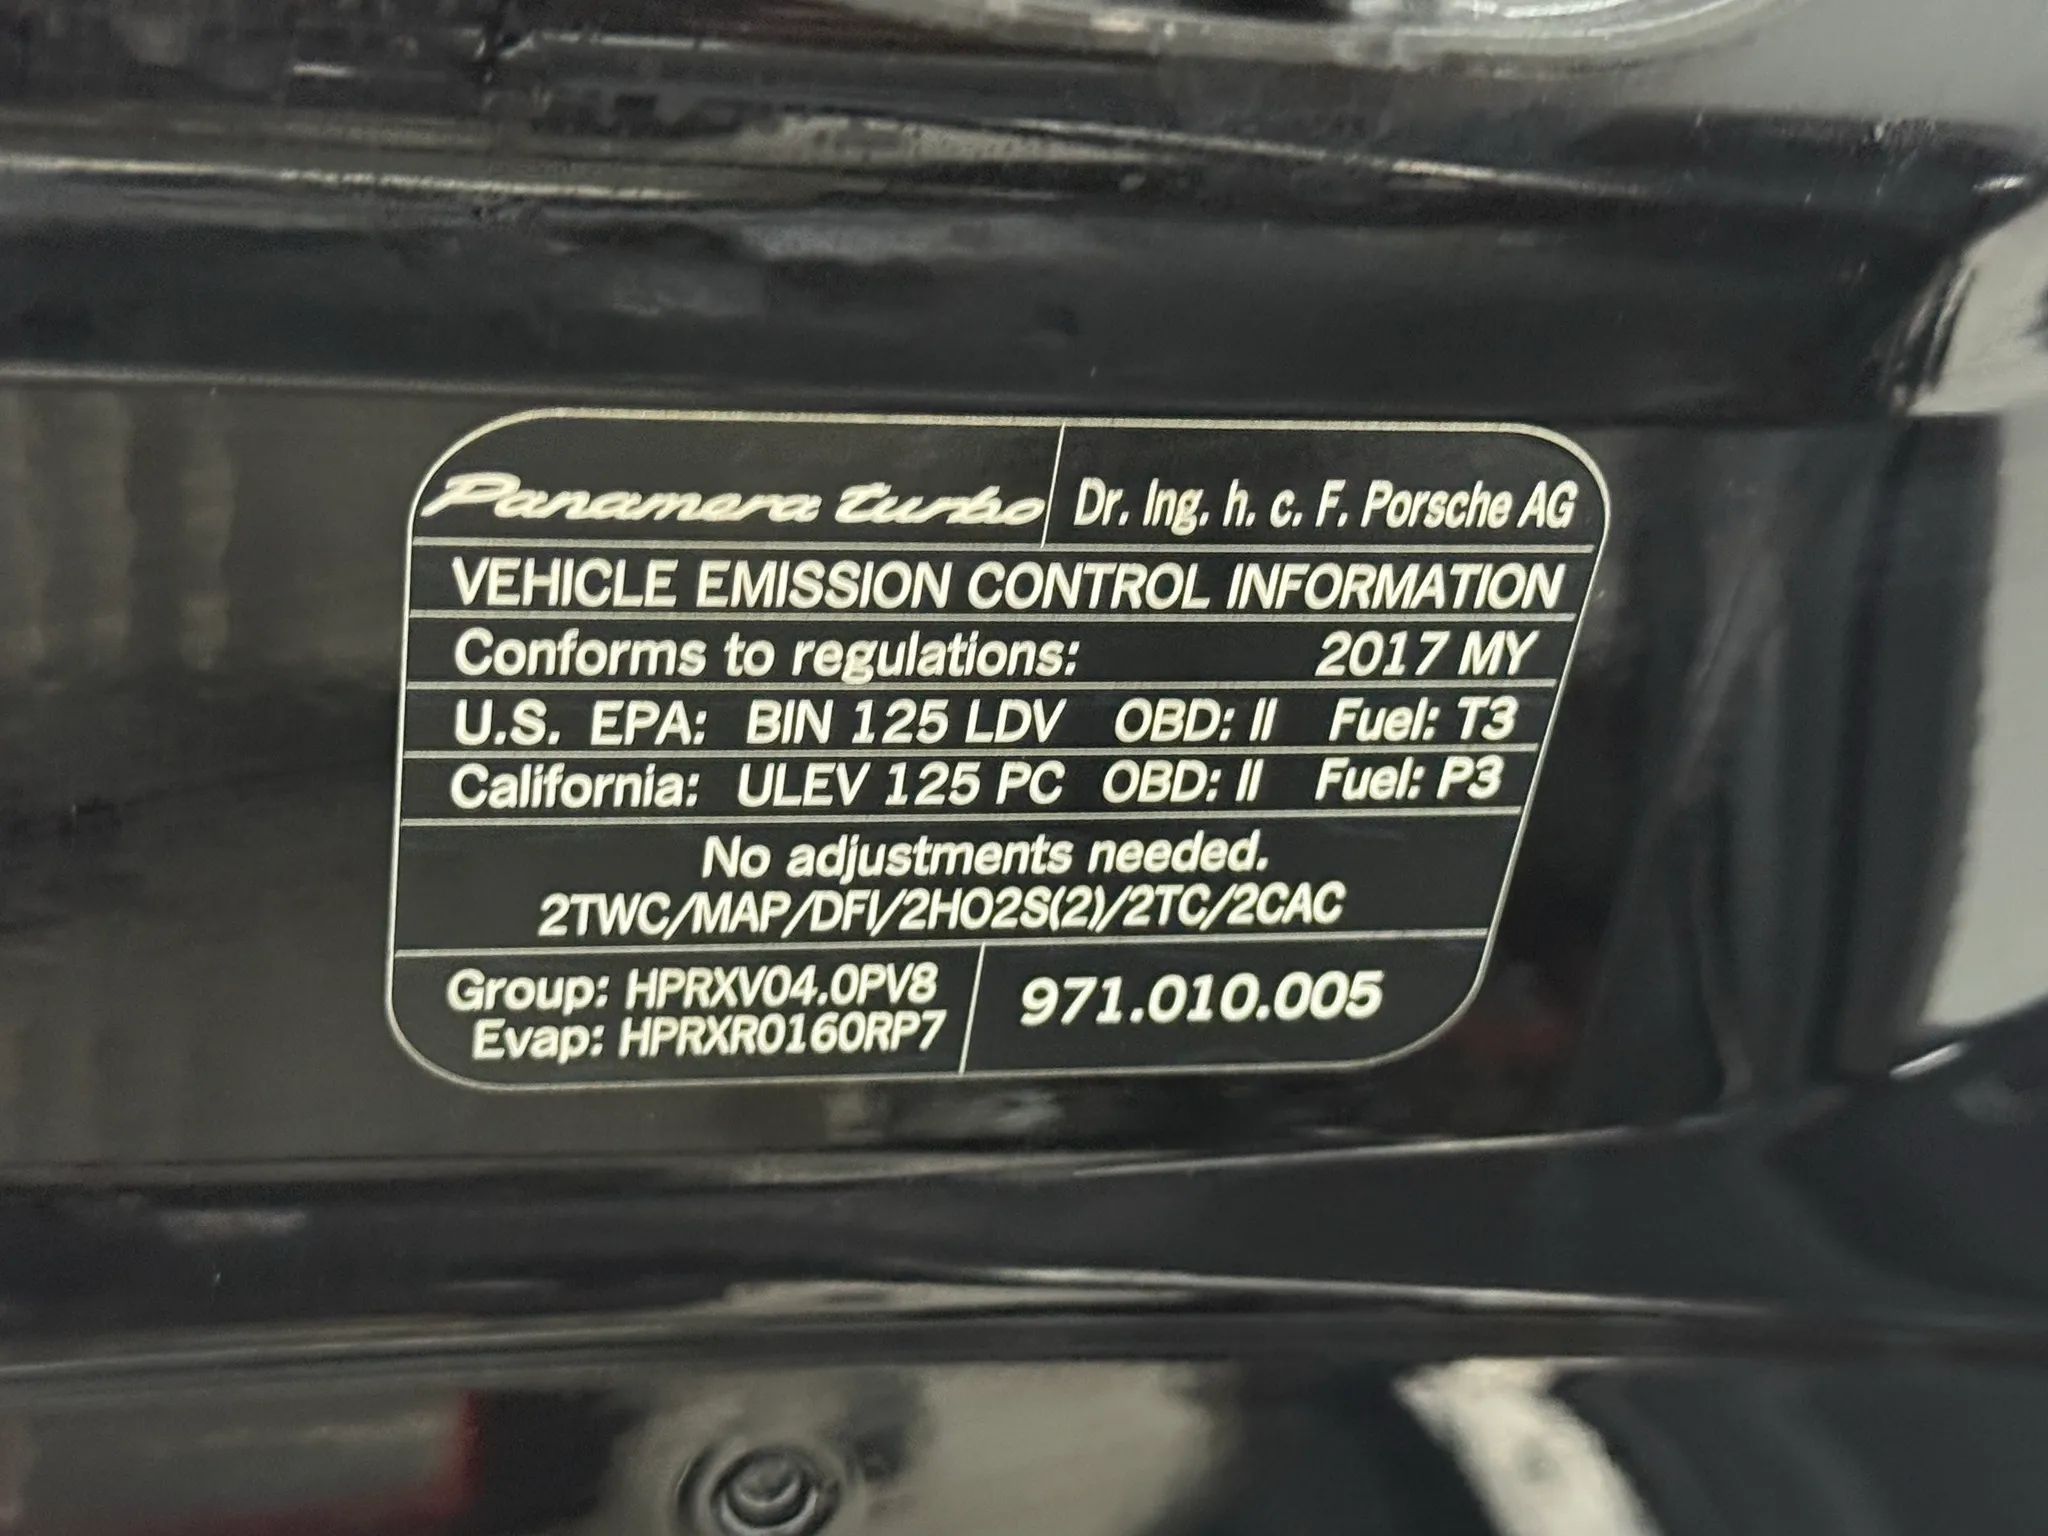 Panamera turbo Dr. Ing. h. c. F. Porsche AG
VEHICLE EMISSION CONTROL INFORMATION
Conforms to regulations: 2017 MY
U.S. EPA: BIN 125 LDV OBD: II Fuel: T3
California: ULEV 125 PC OBD: II Fuel: P3
No adjustments needed.
2TWC/MAP/DFI/2HO2S(2)/2TC/2CAC
Group: HPRXV04.0PV8
Evap: HPRXR0160RP7
971.010.005